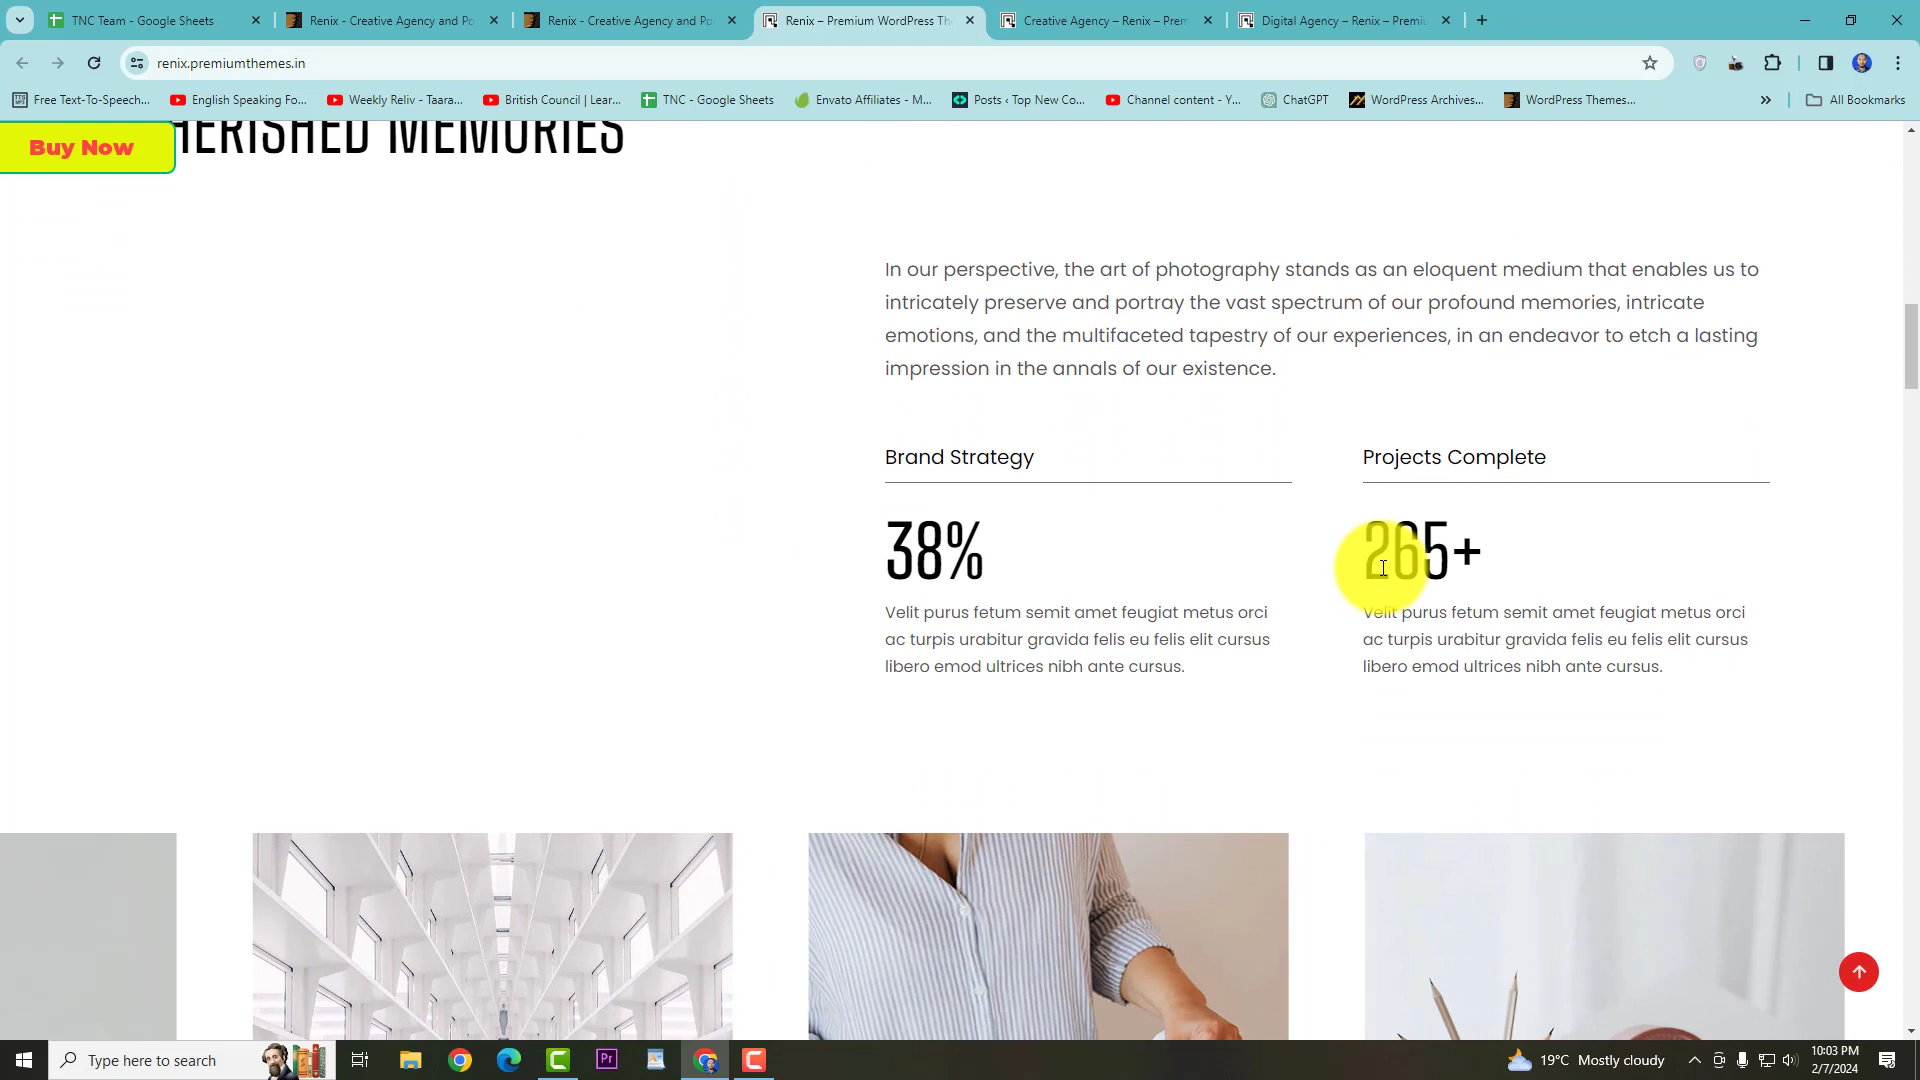 TNC Team - Google Sheets
Renix - Creative Agency and Po
Renix - Creative Agency and Po
Renix – Premium WordPress Th
Creative Agency – Renix – Prem
Digital Agency – Renix – Premiu
renix.premiumthemes.in
Free Text-To-Speech...
English Speaking Fo...
Weekly Reliv - Taara...
British Council | Lear...
TNC - Google Sheets
Envato Affiliates - M...
Posts ‹ Top New Co...
Channel content - Y...
ChatGPT
WordPress Archives...
WordPress Themes...
»
All Bookmarks
Buy Now
HERISHED MEMORIES
In our perspective, the art of photography stands as an eloquent medium that enables us to
intricately preserve and portray the vast spectrum of our profound memories, intricate
emotions, and the multifaceted tapestry of our experiences, in an endeavor to etch a lasting
impression in the annals of our existence.
Brand Strategy
38%
Velit purus fetum semit amet feugiat metus orci
ac turpis urabitur gravida felis eu felis elit cursus
libero emod ultrices nibh ante cursus.
Projects Complete
265+
Velit purus fetum semit amet feugiat metus orci
ac turpis urabitur gravida felis eu felis elit cursus
libero emod ultrices nibh ante cursus.
Type here to search
Pr
19°C Mostly cloudy
10:03 PM
2/7/2024